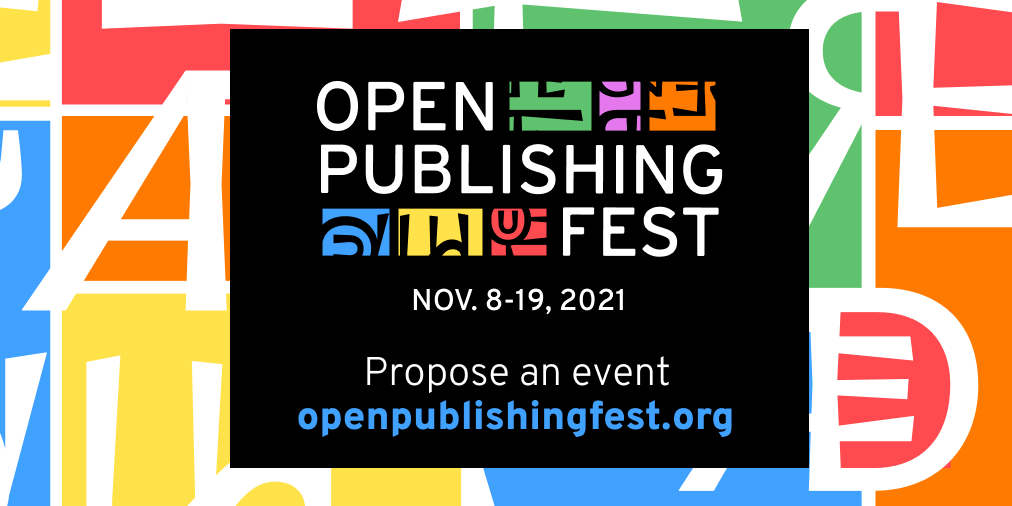 OPEN
PUBLISHING
FEST
NOV. 8-19, 2021
Propose an event
openpublishingfest.org